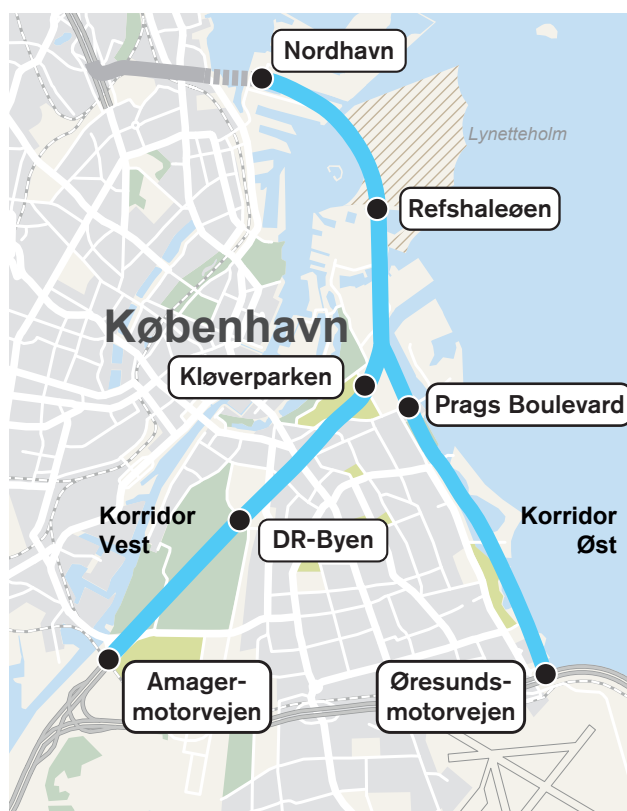 Nordhavn
Lynetteholm
Refshaleøen
København
Kløverparken
Prags Boulevard
Korridor
Vest
Korridor
Øst
DR-Byen
Amager-
motorvejen
Øresunds-
motorvejen